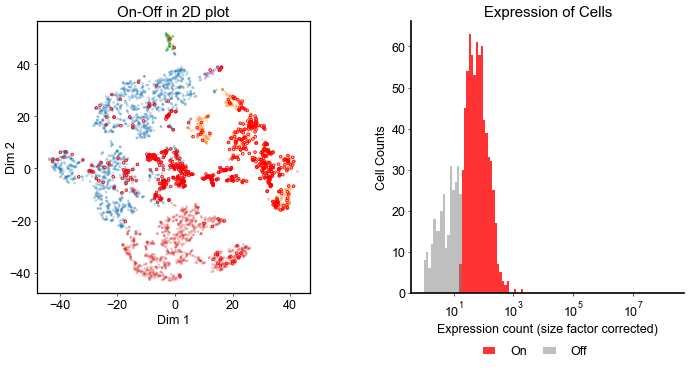 On-Off in 2D plot
Dim 2
40
20
0
−20
−40
−40 −20 0 20 40
Dim 1
Expression of Cells
Cell Counts
60
50
40
30
20
10
0
10^1 10^3 10^5 10^7
Expression count (size factor corrected)
On Off